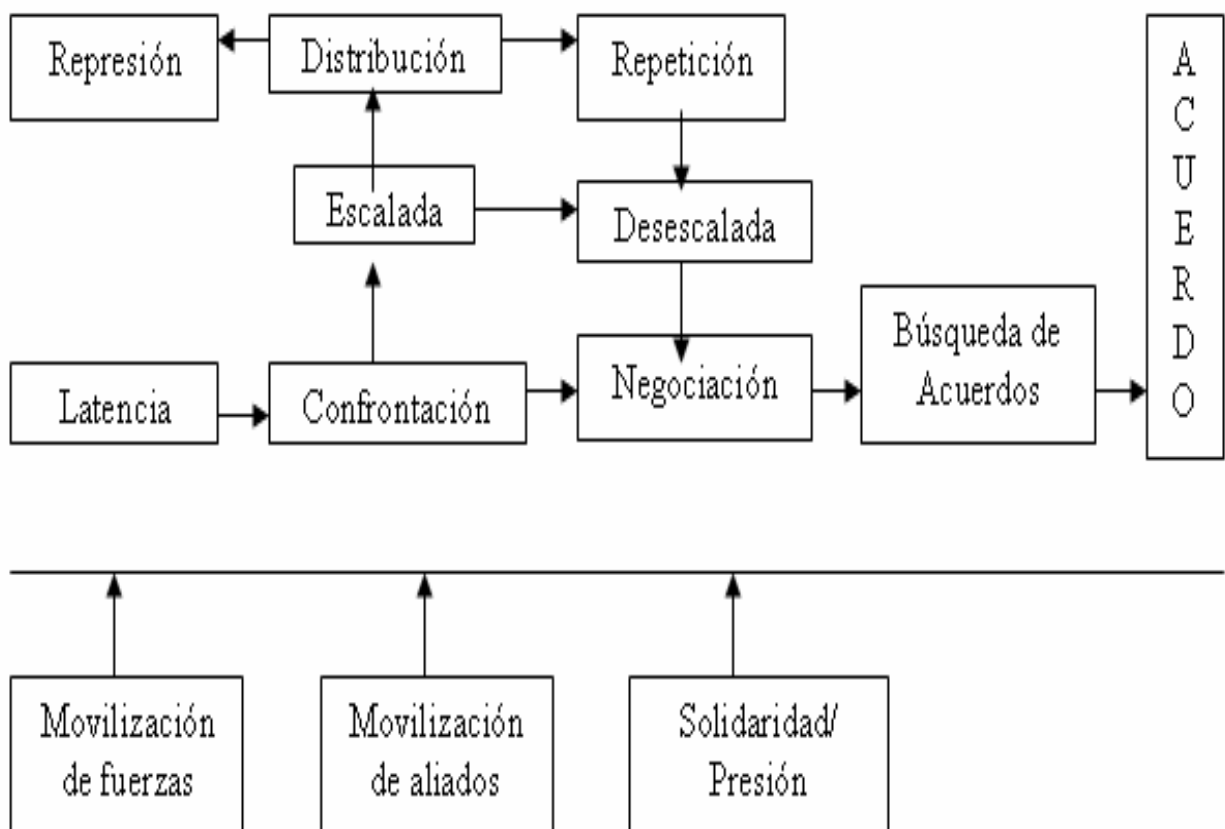 Represión
Distribución
Repetición
Escalada
Desescalada
Latencia
Confrontación
Negociación
Búsqueda de
Acuerdos
A
C
U
E
R
D
O
Movilización
de fuerzas
Movilización
de aliados
Solidaridad/
Presión